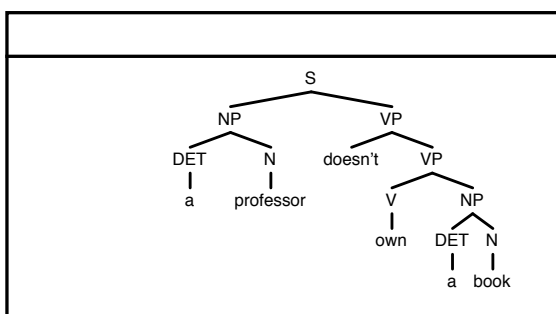 S
NP VP
DET N doesn't VP
a professor V NP
own DET N
a book